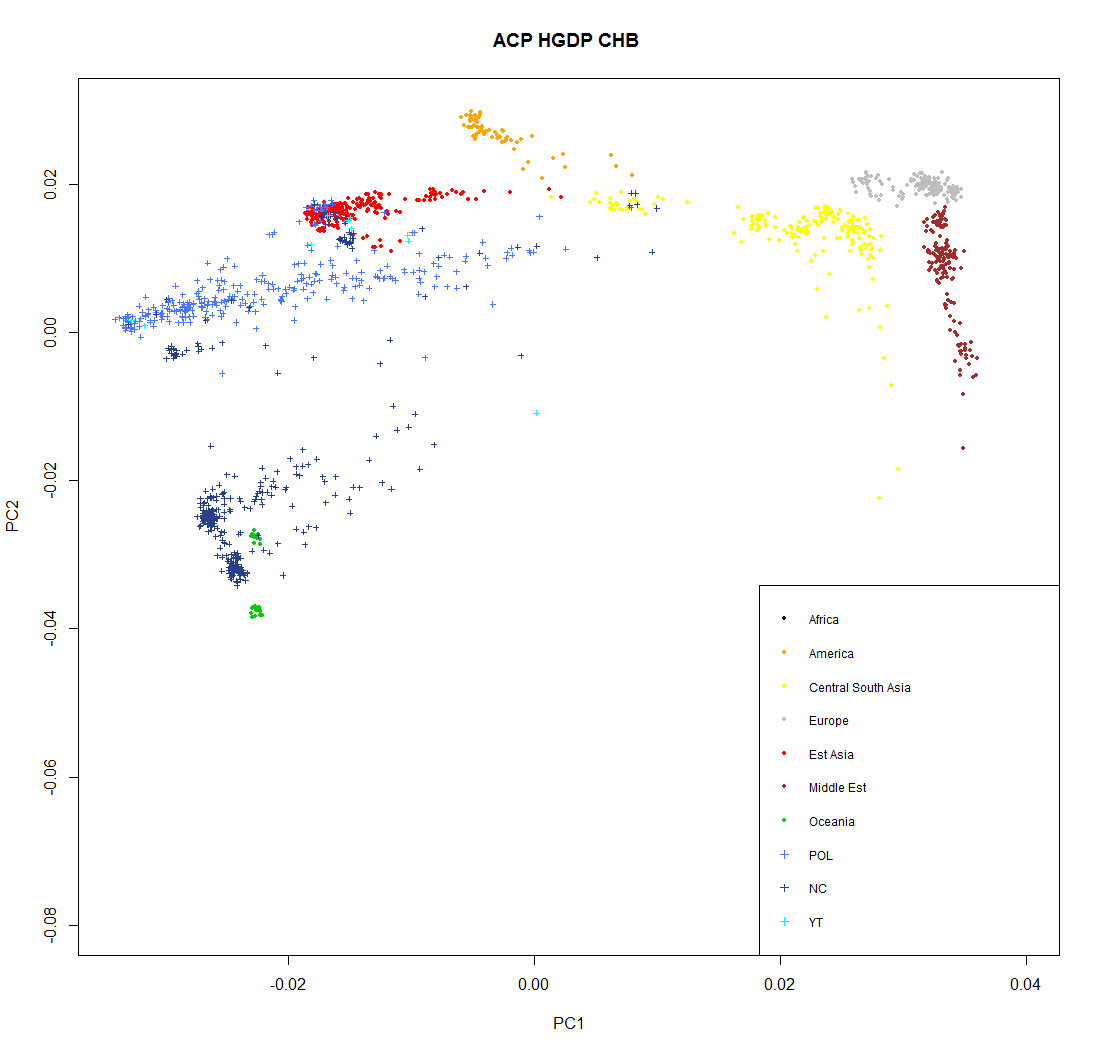 ACP HGDP CHB
PC2
0.02
0.00
-0.02
-0.04
-0.06
-0.08
Africa
America
Central South Asia
Europe
Est Asia
Middle Est
Oceania
POL
NC
YT
-0.02
0.00
0.02
0.04
PC1